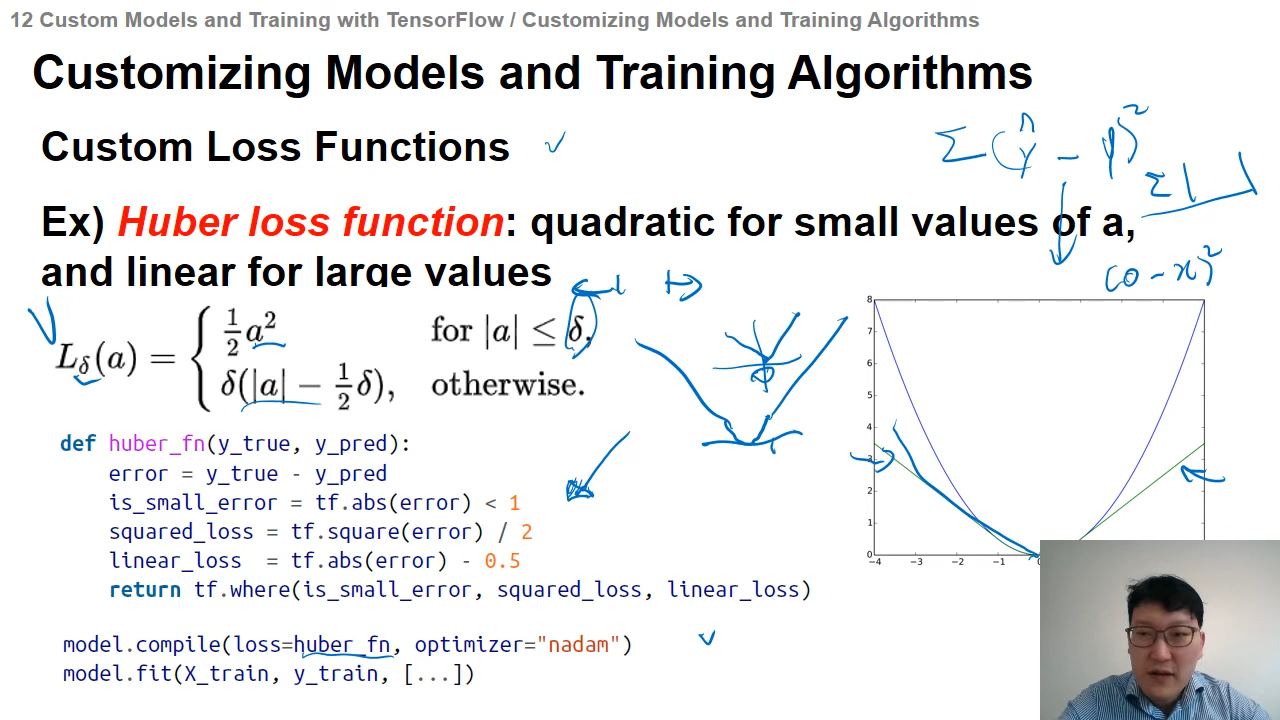 12 Custom Models and Training with TensorFlow / Customizing Models and Training Algorithms
Customizing Models and Training Algorithms
Custom Loss Functions
Σ(ŷ - y)²
Σ| |
Ex) Huber loss function: quadratic for small values of a,
and linear for large values
(0 - x)²
L_δ(a) = { ½a² for |a| ≤ δ,
δ(|a| − ½δ), otherwise.
def huber_fn(y_true, y_pred):
error = y_true - y_pred
is_small_error = tf.abs(error) < 1
squared_loss = tf.square(error) / 2
linear_loss = tf.abs(error) - 0.5
return tf.where(is_small_error, squared_loss, linear_loss)
model.compile(loss=huber_fn, optimizer="nadam")
model.fit(X_train, y_train, [...])
8
7
6
5
4
3
2
1
0
−4 −3 −2 −1